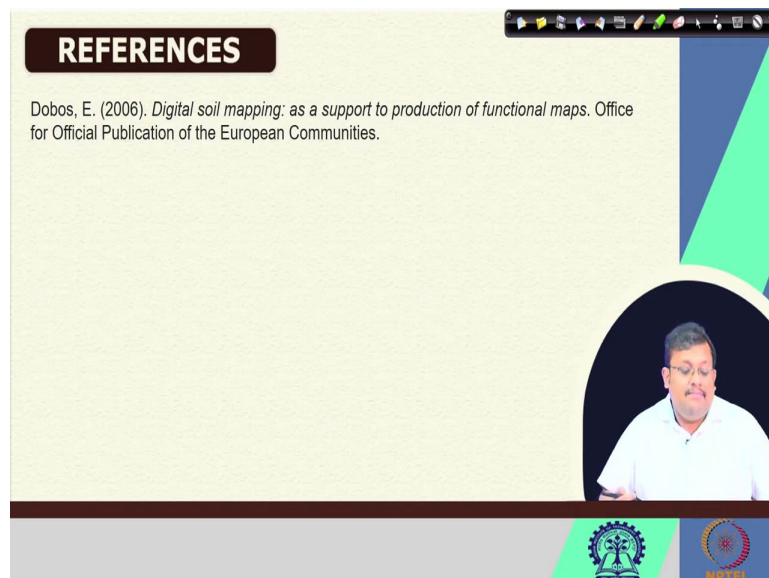 REFERENCES
Dobos, E. (2006). Digital soil mapping: as a support to production of functional maps. Office
for Official Publication of the European Communities.
NPTEL